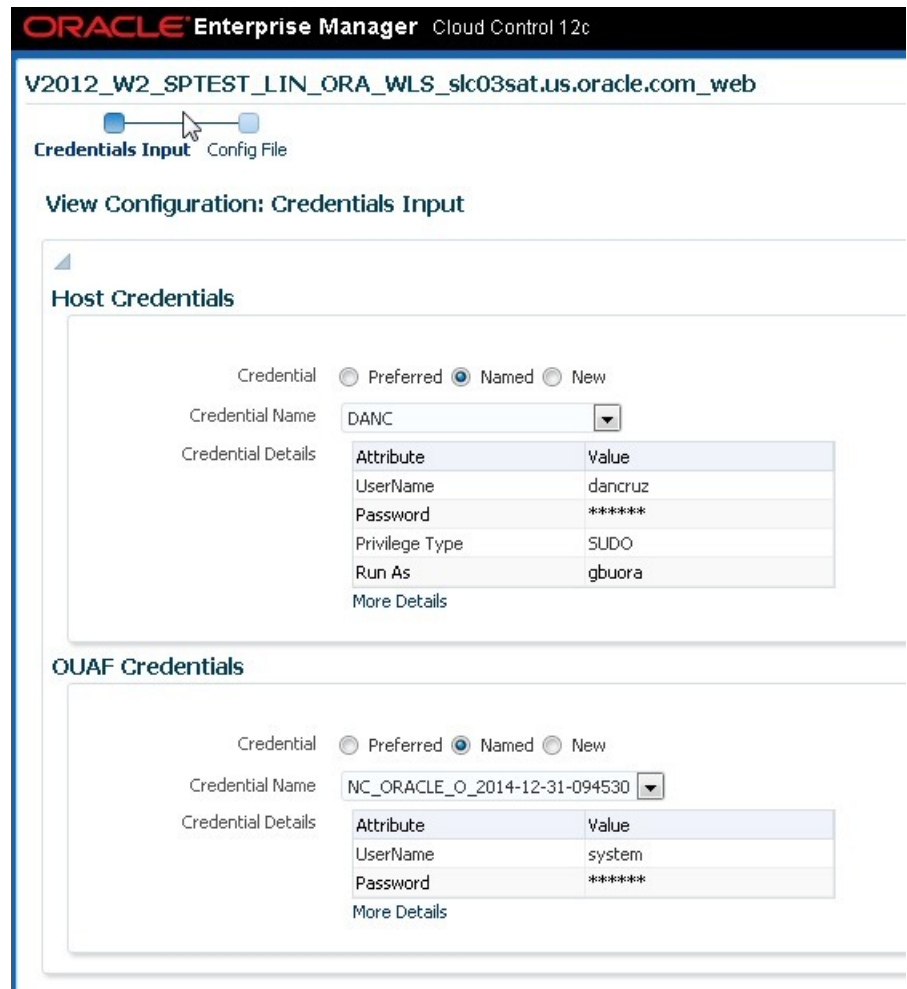 ORACLE Enterprise Manager Cloud Control 12c
V2012_W2_SPTEST_LIN_ORA_WLS_slc03sat.us.oracle.com_web
Credentials Input Config File
View Configuration: Credentials Input
Host Credentials
Credential Preferred Named New
Credential Name DANC
Credential Details Attribute Value
UserName dancruz
Password ******
Privilege Type SUDO
Run As gbuora
More Details
OUAF Credentials
Credential Preferred Named New
Credential Name NC_ORACLE_O_2014-12-31-094530
Credential Details Attribute Value
UserName system
Password ******
More Details